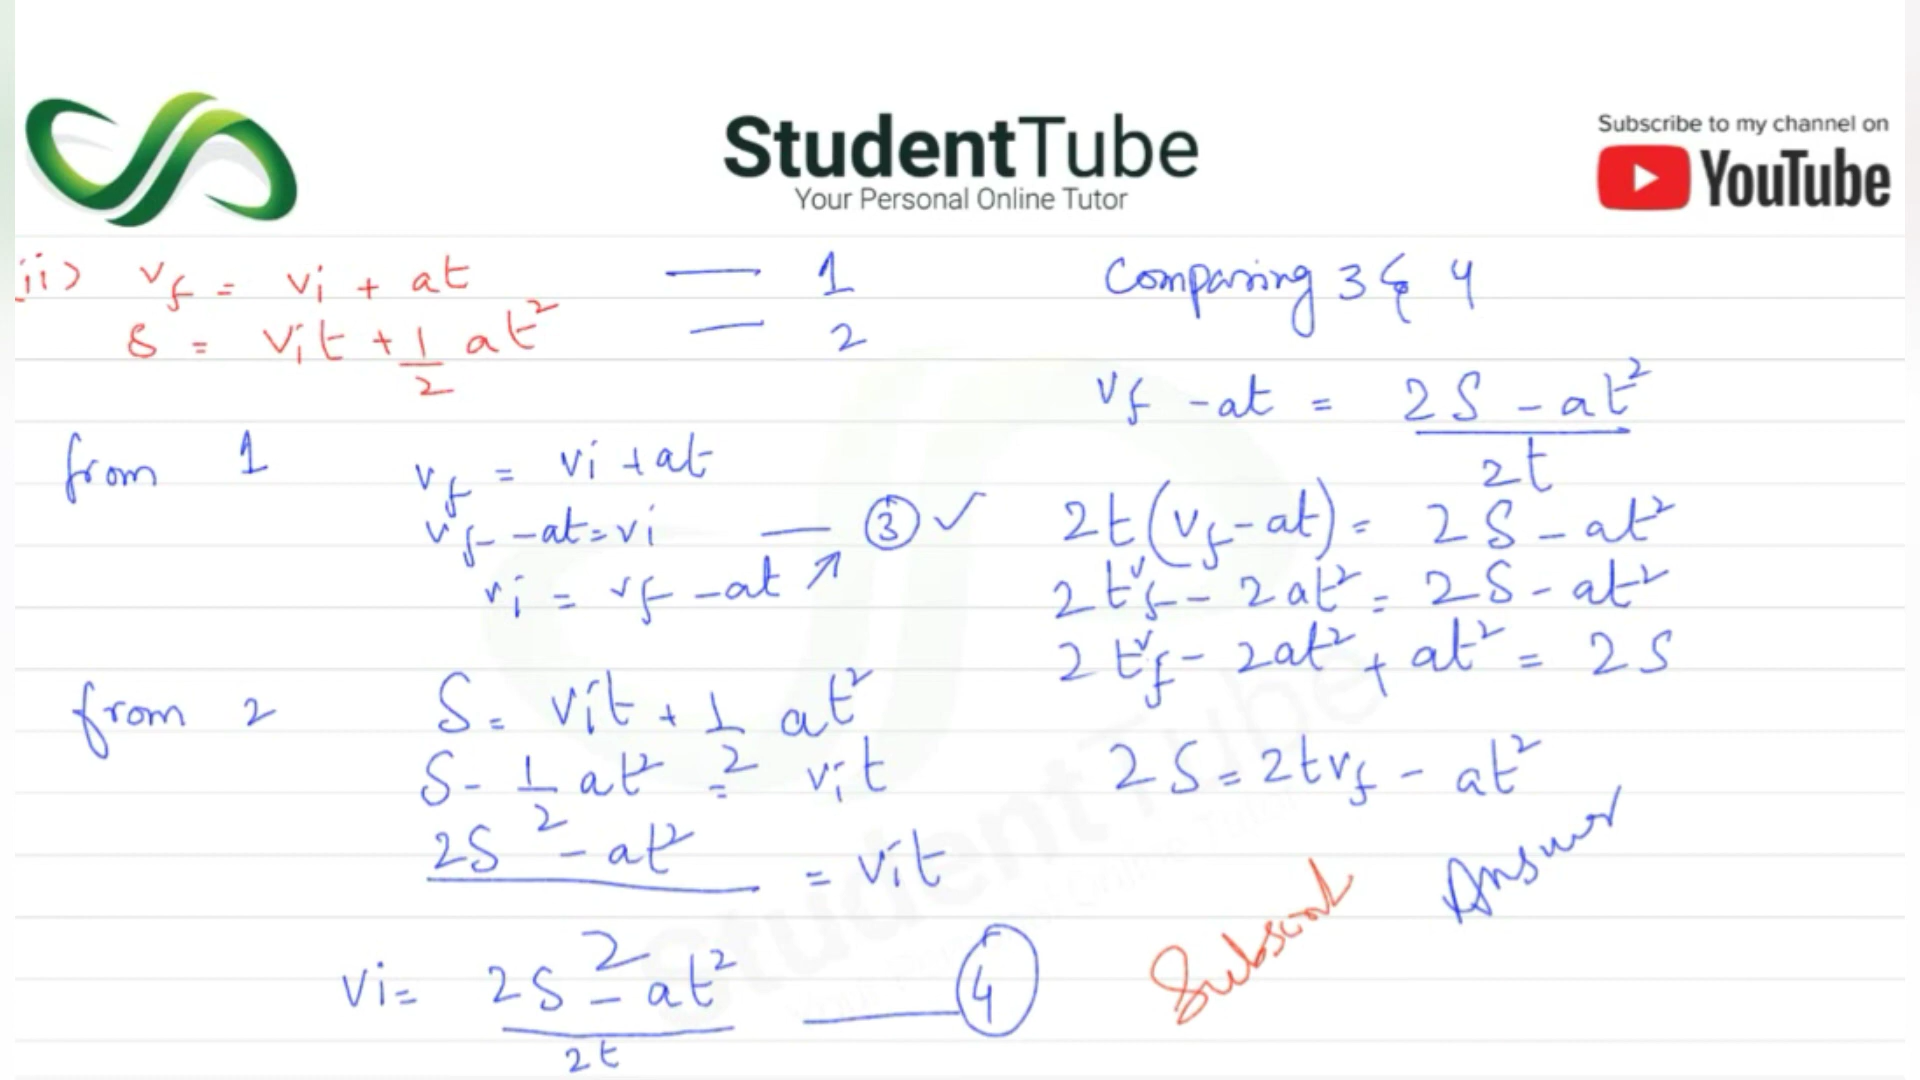 StudentTube
Your Personal Online Tutor
Subscribe to my channel on
YouTube
ii) vf = vi + at — 1
S = vit + 1/2 at² — 2
from 1
vf = vi + at
vf - at = vi — ③ ✓
vi = vf - at ↗
from 2
S = vit + 1/2 at²
S - 1/2 at² = vit
2S - at² / 2 = vit
vi = 2S - at² / 2t — ④
Comparing 3 & 4
vf - at = 2S - at² / 2t
2t(vf - at) = 2S - at²
2tvf - 2at² = 2S - at²
2tvf - 2at² + at² = 2S
2S = 2tvf - at²
Answer